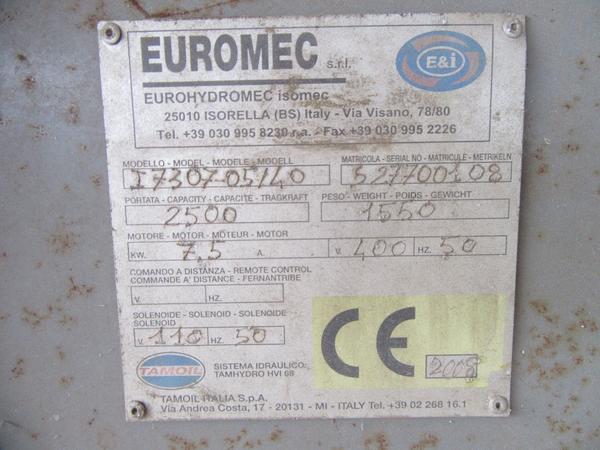 EUROMEC s.r.l.
E&i
EUROHYDROMEC isomec
25010 ISORELLA (BS) Italy - Via Visano, 78/80
Tel. +39 030 995 8230 r.a. - Fax +39 030 995 2226
MODELLO - MODEL - MODELE - MODELL MATRICOLA - SERIAL NO - MATRICULE - METRIKELN
I730705/40 527700108
PORTATA - CAPACITY - CAPACITE - TRAGKRAFT PESO - WEIGHT - POIDS - GEWICHT
2500 1550
MOTORE - MOTOR - MOTEUR - MOTOR
KW. 7,5 A. V. 400 HZ. 50
COMANDO A DISTANZA - REMOTE CONTROL
COMMANDE A' DISTANCE - FERNANTRIBE
V. HZ.
SOLENOIDE - SOLENOID - SOLENOIDE
SOLENOID
V. 110 HZ. 50
CE
2008
TAMOIL
SISTEMA IDRAULICO:
TAMHYDRO HVI 68
TAMOIL ITALIA S.p.A.
Via Andrea Costa, 17 - 20131 - MI - ITALY Tel. +39 02 268 16.1